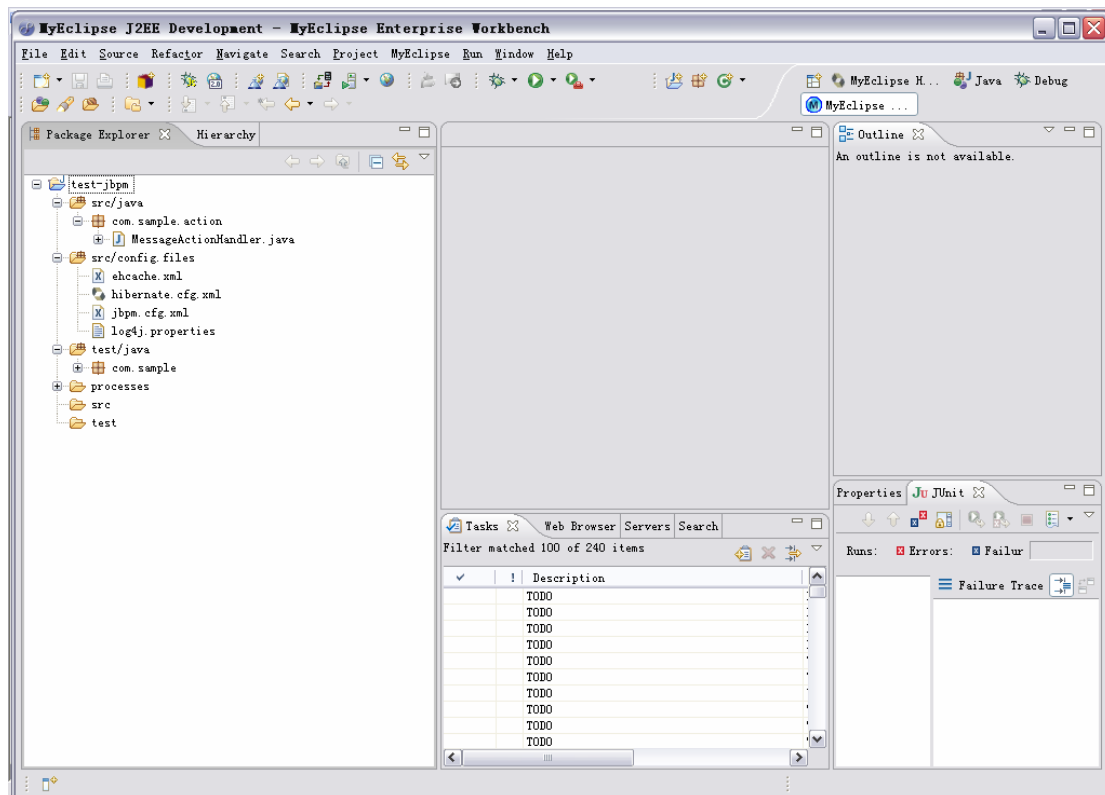 MyEclipse J2EE Development - MyEclipse Enterprise Workbench
File Edit Source Refactor Navigate Search Project MyEclipse Run Window Help
MyEclipse H... Java Debug
MyEclipse ...
Package Explorer Hierarchy
test-jbpm
src/java
com.sample.action
MessageActionHandler.java
src/config.files
ehcache.xml
hibernate.cfg.xml
jbpm.cfg.xml
log4j.properties
test/java
com.sample
processes
src
test
Outline
An outline is not available.
Tasks Web Browser Servers Search
Filter matched 100 of 240 items
! Description
TODO
TODO
TODO
TODO
TODO
TODO
TODO
TODO
TODO
TODO
Properties JUnit
Runs: Errors: Failur
Failure Trace